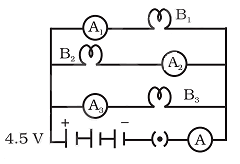 A₁ B₁
B₂ A₂
A₃ B₃
+ −
4.5 V A